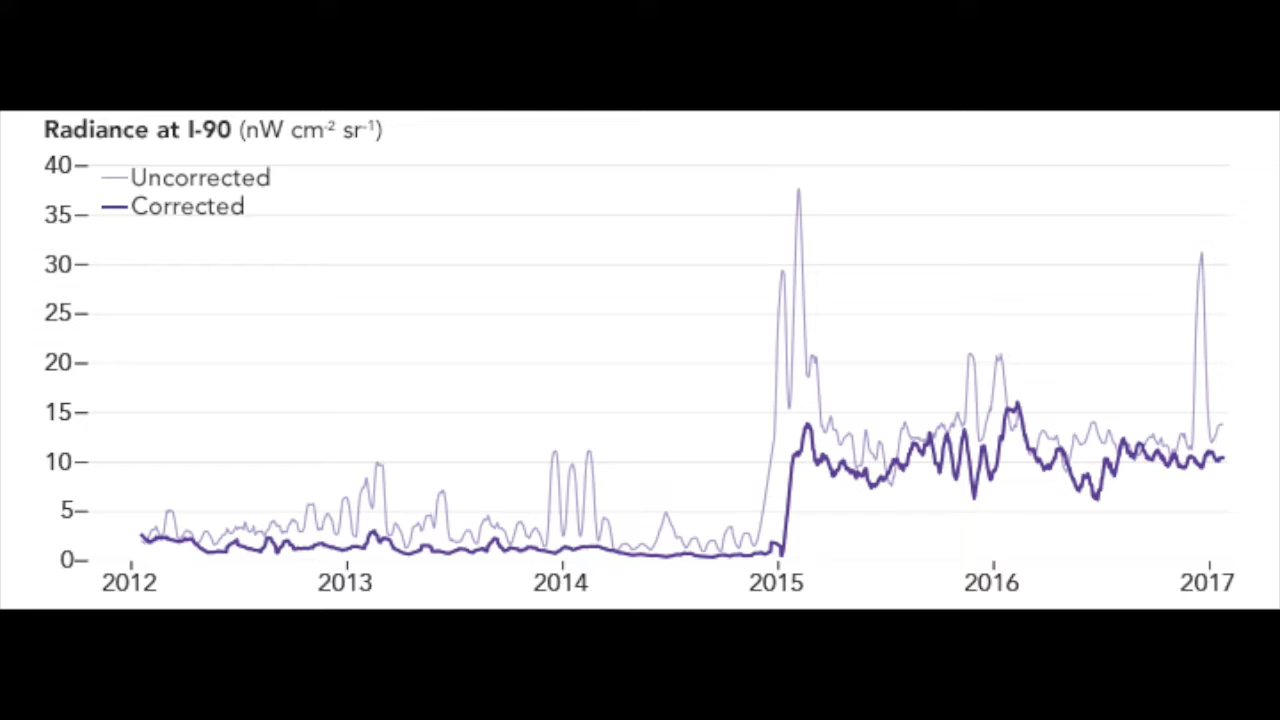 Radiance at I-90 (nW cm⁻² sr⁻¹)
40
Uncorrected
Corrected
35
30
25
20
15
10
5
0
2012 2013 2014 2015 2016 2017